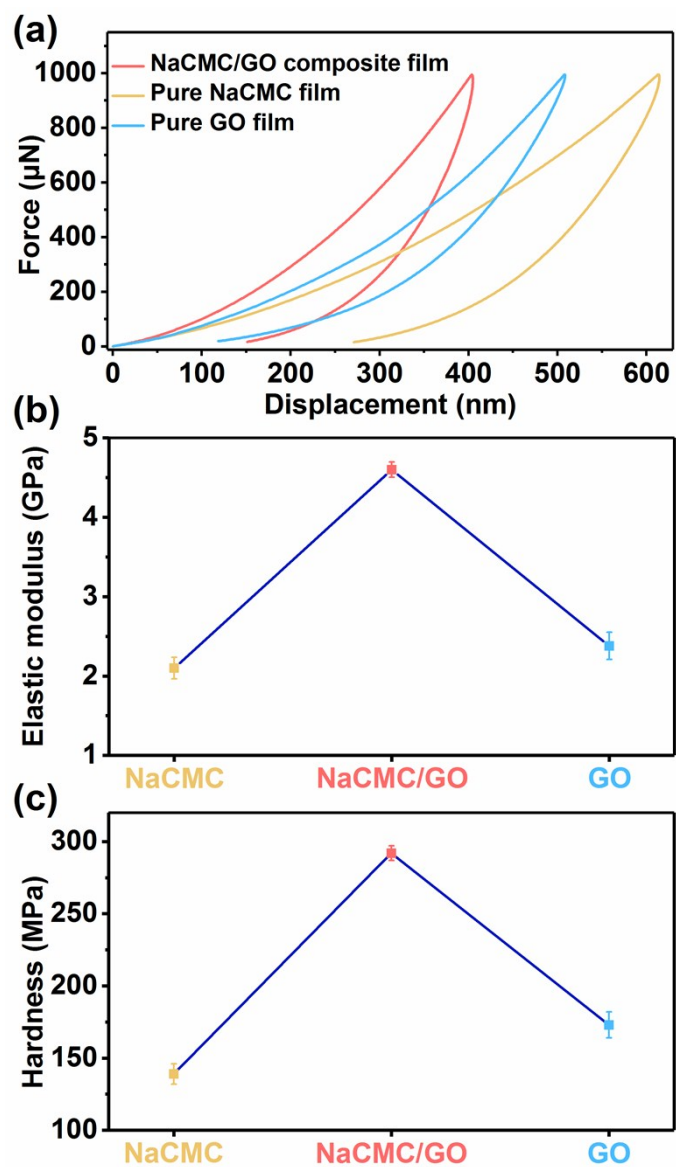 (a)
NaCMC/GO composite film
Pure NaCMC film
Pure GO film
Force (μN)
1000
800
600
400
200
0
0 100 200 300 400 500 600
Displacement (nm)
(b)
Elastic modulus (GPa)
5
4
3
2
1
NaCMC NaCMC/GO GO
(c)
Hardness (MPa)
300
250
200
150
100
NaCMC NaCMC/GO GO